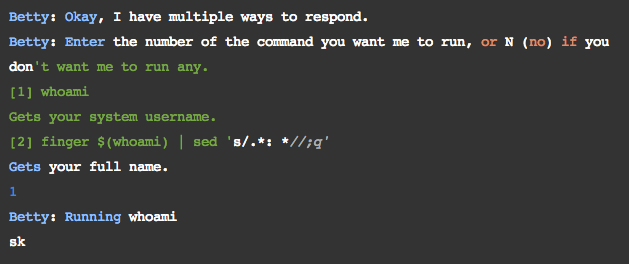 Betty: Okay, I have multiple ways to respond.
Betty: Enter the number of the command you want me to run, or N (no) if you
don't want me to run any.
[1] whoami
Gets your system username.
[2] finger $(whoami) | sed 's/.*: *//;q'
Gets your full name.
1
Betty: Running whoami
sk